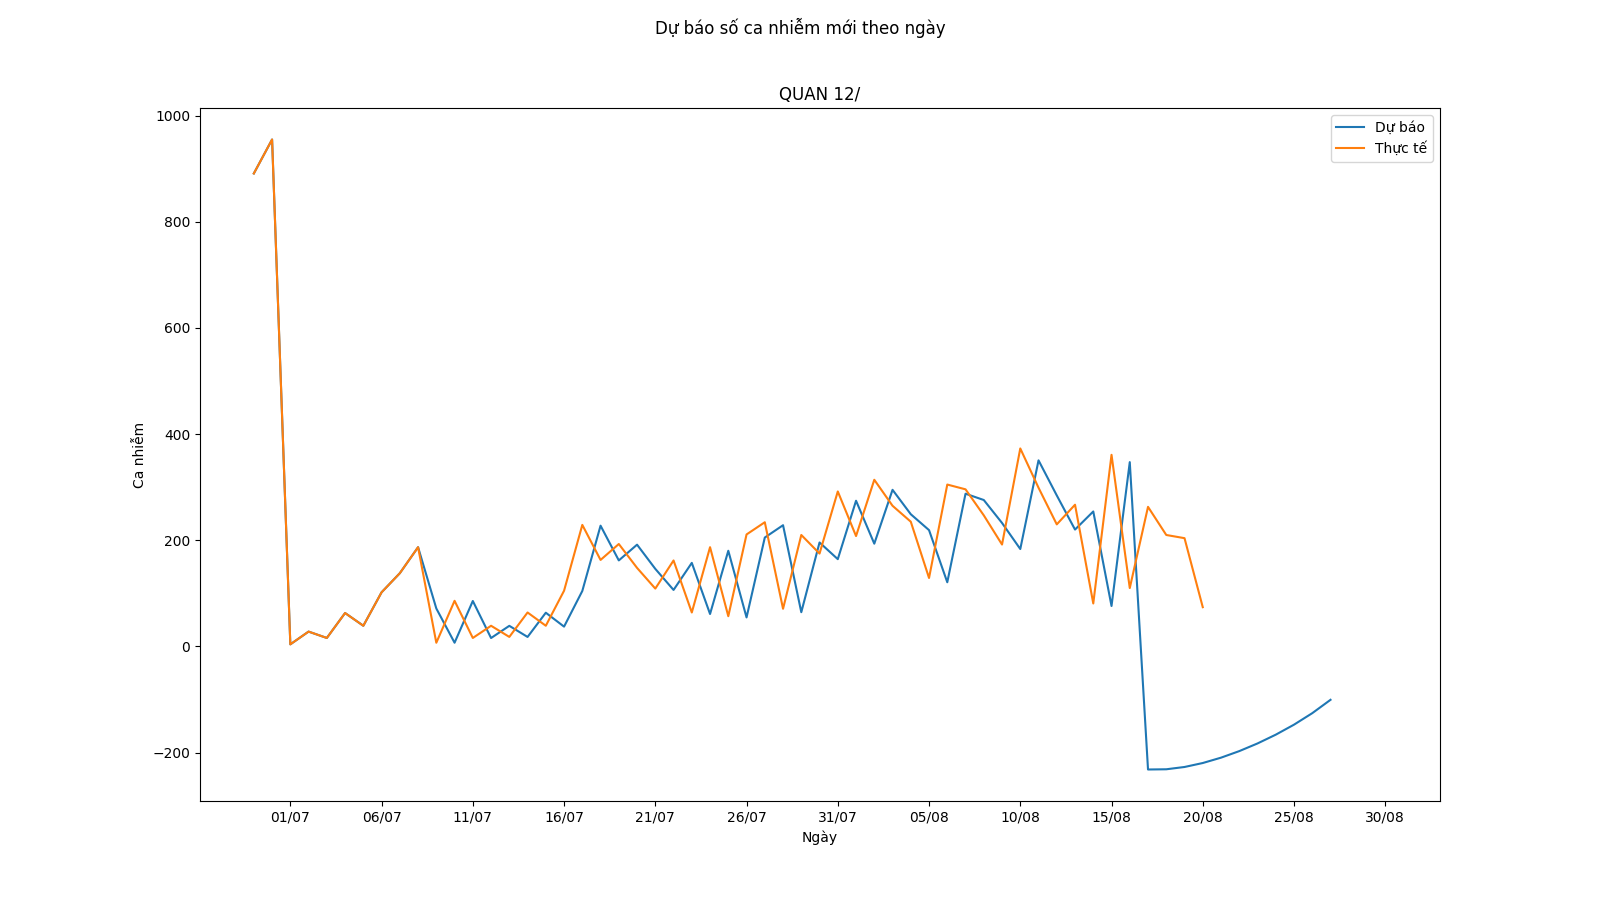 Dự báo số ca nhiễm mới theo ngày
QUAN 12/
Dự báo
Thực tế
1000
800
600
400
200
0
−200
Ca nhiễm
01/07 06/07 11/07 16/07 21/07 26/07 31/07 05/08 10/08 15/08 20/08 25/08 30/08
Ngày